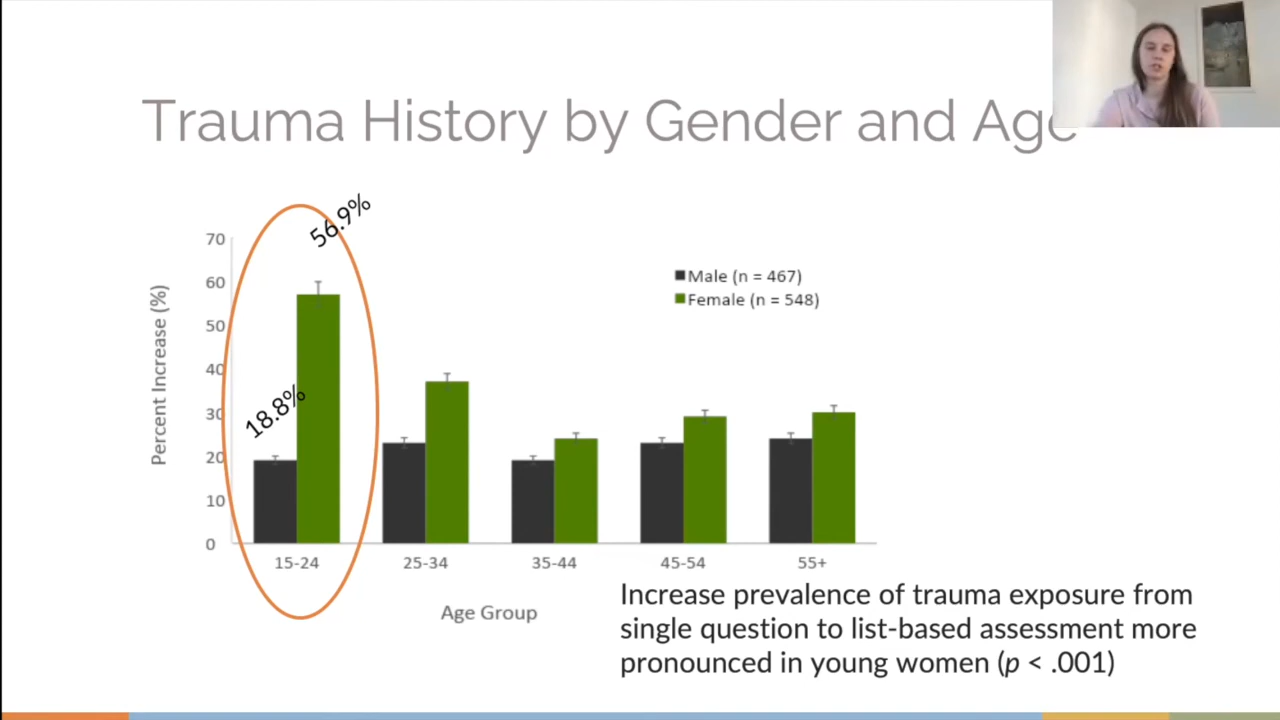 Trauma History by Gender and Age
56.9%
18.8%
Percent Increase (%)
70
60
50
40
30
20
10
0
Male (n = 467)
Female (n = 548)
15-24
25-34
35-44
45-54
55+
Age Group
Increase prevalence of trauma exposure from
single question to list-based assessment more
pronounced in young women (p < .001)